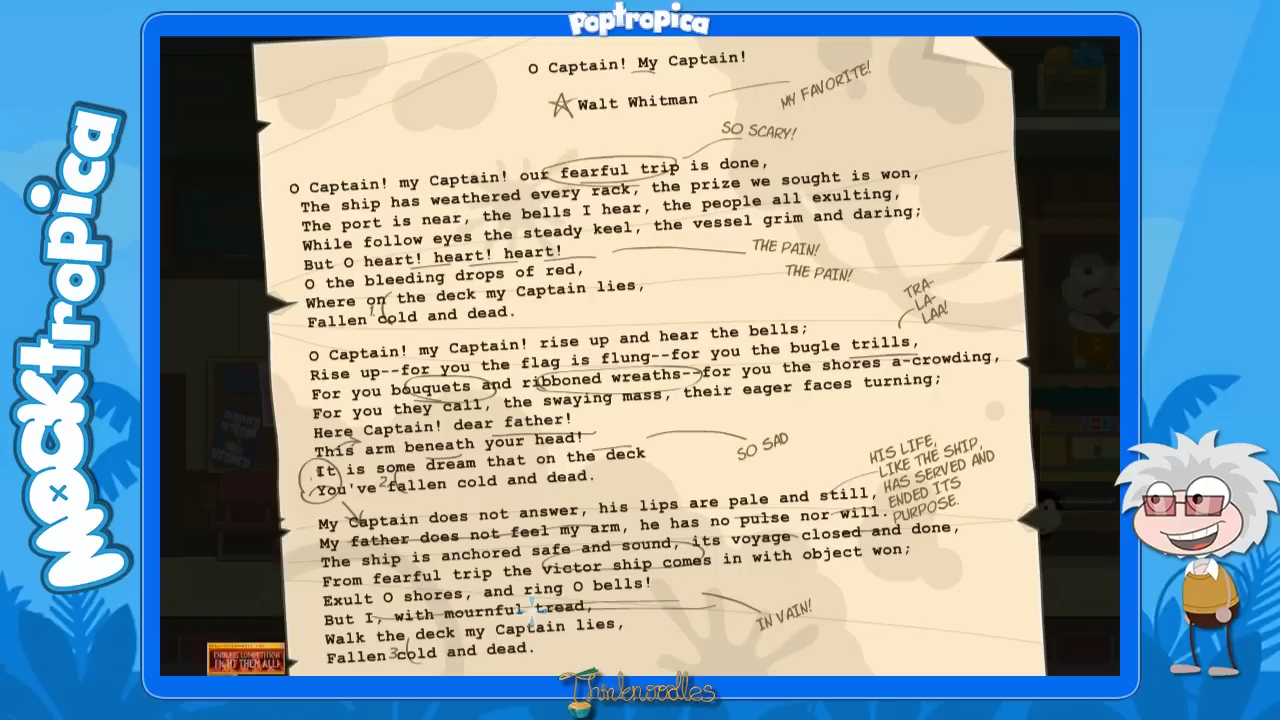 Poptropica
O Captain! My Captain!
Walt Whitman
MY FAVORITE!
SO SCARY!
O Captain! my Captain! our fearful trip is done,
The ship has weathered every rack, the prize we sought is won,
The port is near, the bells I hear, the people all exulting,
While follow eyes the steady keel, the vessel grim and daring;
But O heart! heart! heart!
THE PAIN!
O the bleeding drops of red,
THE PAIN!
Where on the deck my Captain lies,
1
Fallen cold and dead.
TRA-
LA-
LAA!
O Captain! my Captain! rise up and hear the bells;
Rise up--for you the flag is flung--for you the bugle trills,
For you bouquets and ribboned wreaths--for you the shores a-crowding,
For you they call, the swaying mass, their eager faces turning;
Here Captain! dear father!
This arm beneath your head!
SO SAD
It is some dream that on the deck
2
You've fallen cold and dead.
HIS LIFE,
LIKE THE SHIP,
HAS SERVED AND
ENDED ITS
PURPOSE.
My Captain does not answer, his lips are pale and still,
My father does not feel my arm, he has no pulse nor will.
The ship is anchored safe and sound, its voyage closed and done,
From fearful trip the victor ship comes in with object won;
Exult O shores, and ring O bells!
But I, with mournful tread,
IN VAIN!
Walk the deck my Captain lies,
3
Fallen cold and dead.
MOCKtropica
ENDLESS COMPETITION
FIGHT THEM ALL!
Thinknoodles